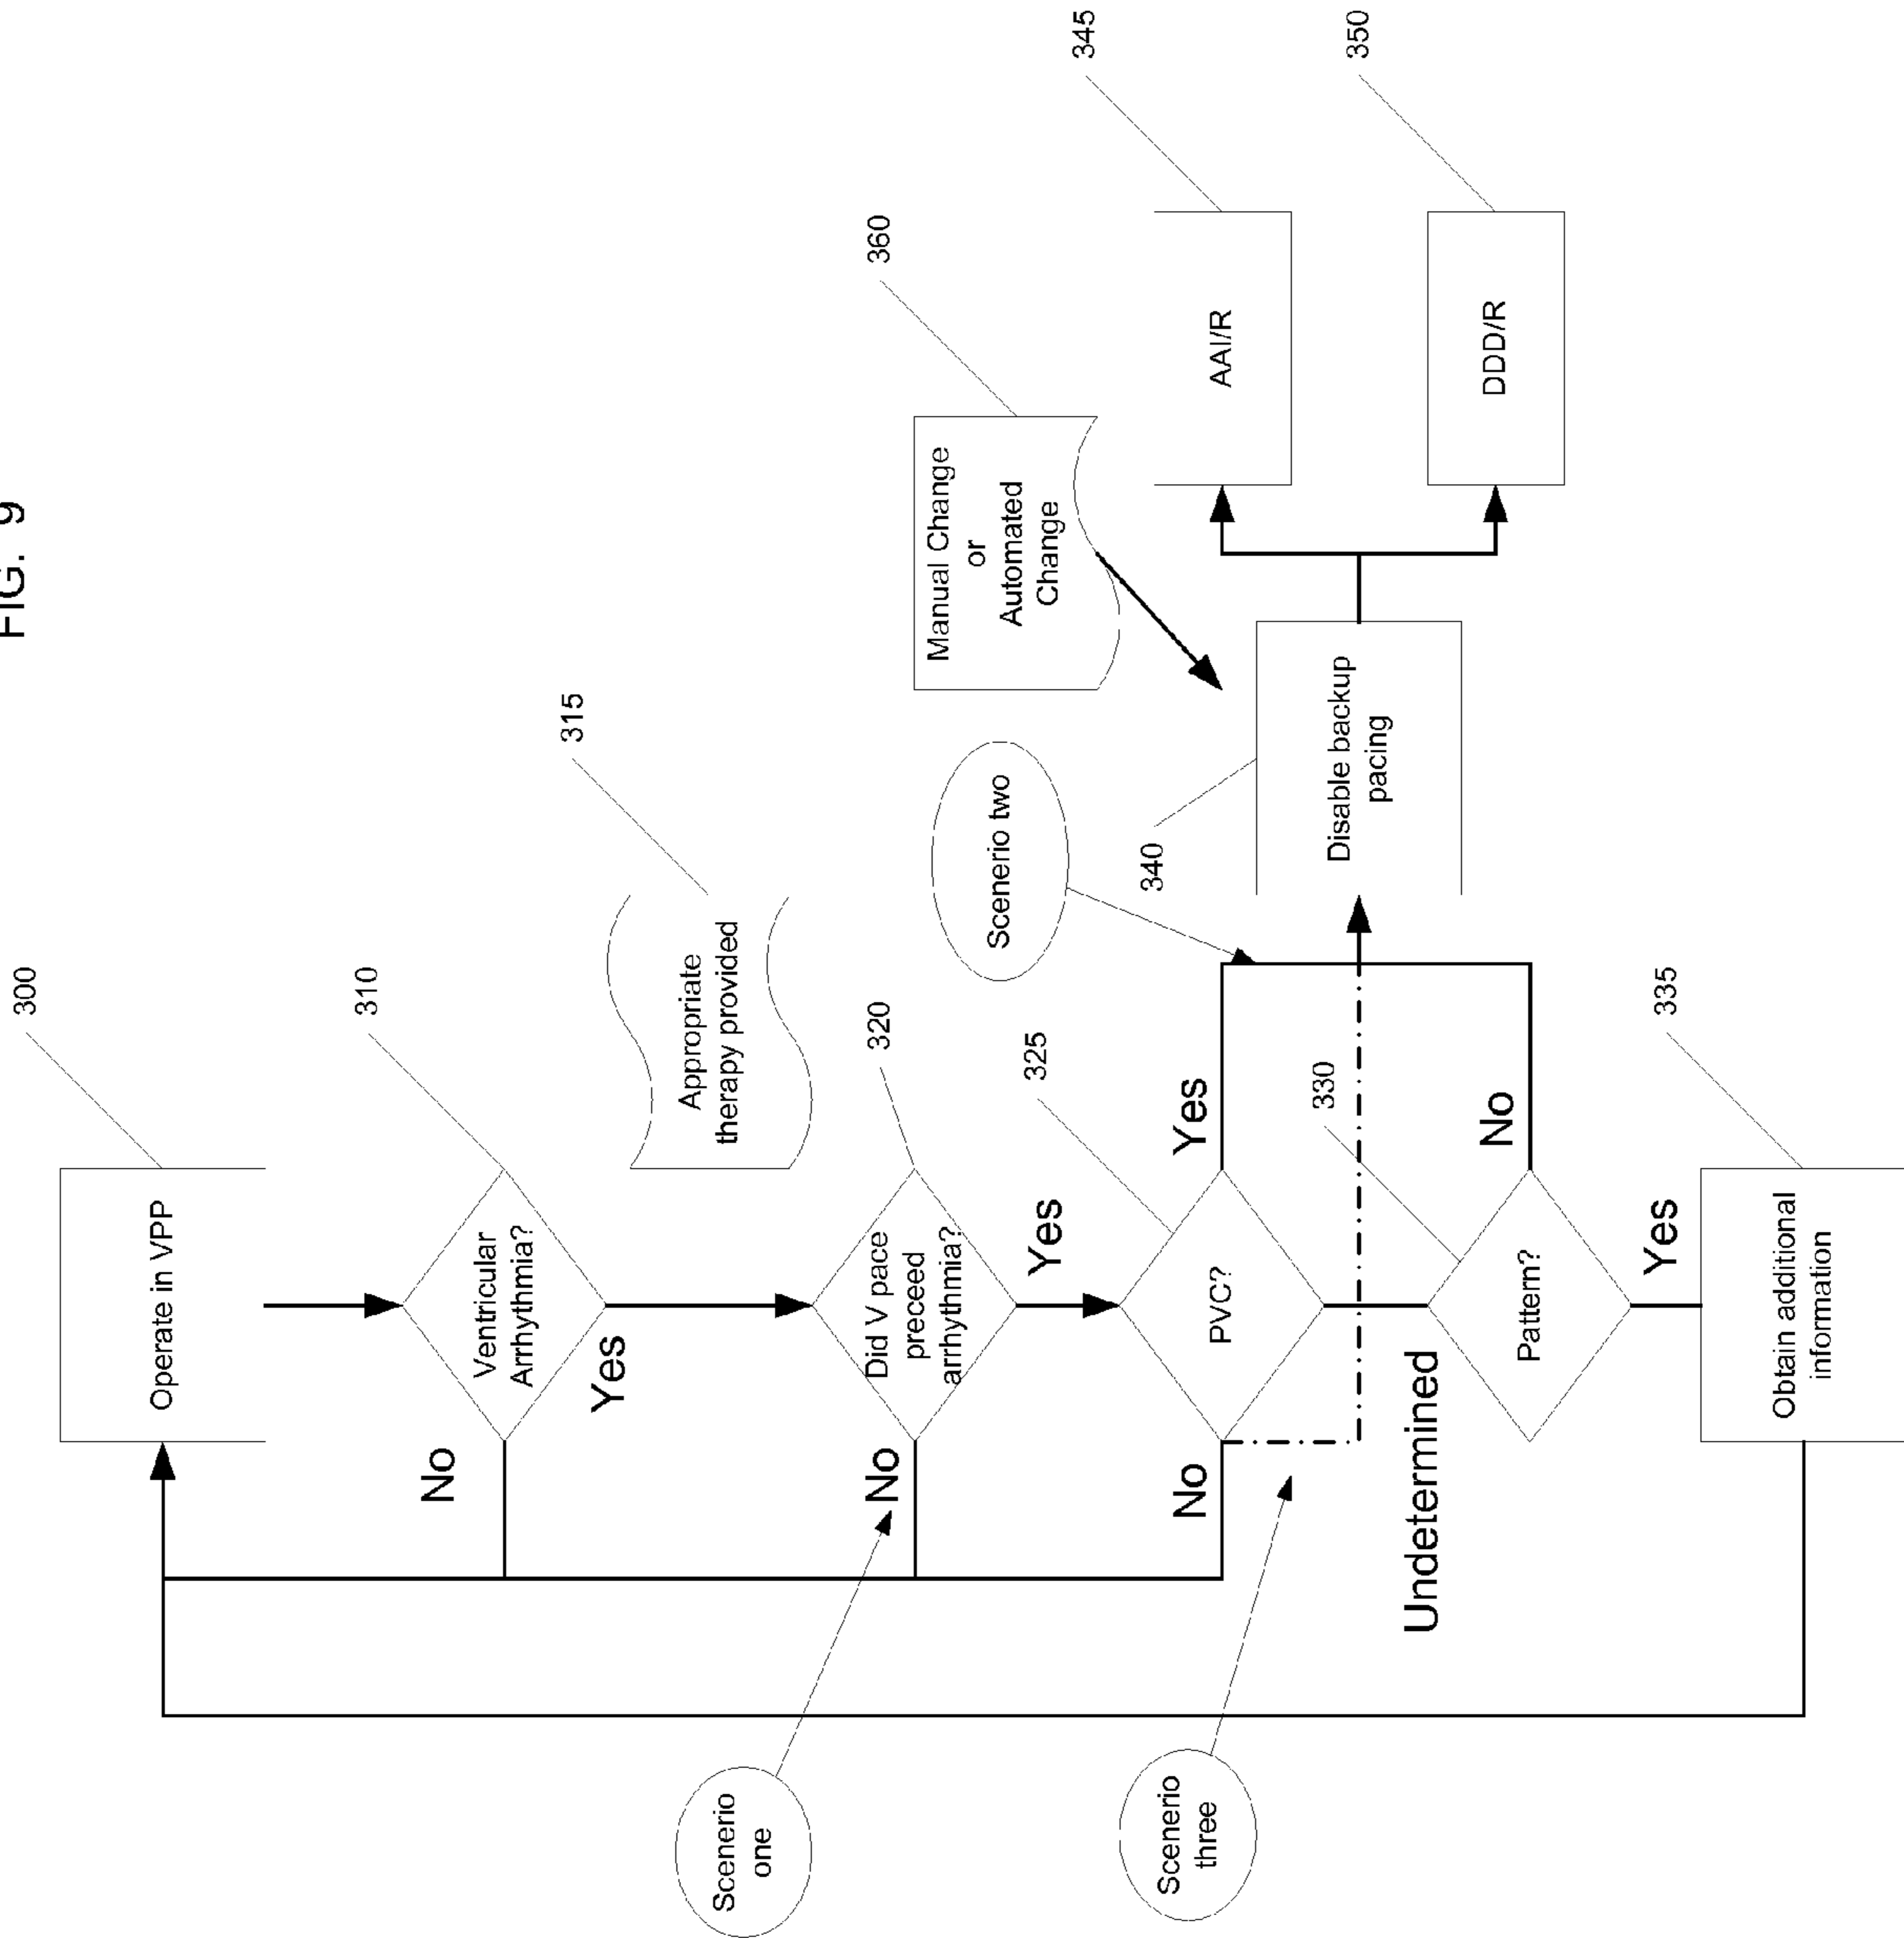 FIG. 9
300
Operate in VPP
310
Ventricular
Arrhythmia?
No
Yes
315
Appropriate
therapy provided
320
Did V pace
preceed
arrhythmia?
No
Yes
Scenerio
one
325
PVC?
No
Yes
Undetermined
Scenerio
three
Scenerio two
330
Pattern?
No
Yes
335
Obtain additional
information
340
Disable backup
pacing
360
Manual Change
or
Automated
Change
345
AAI/R
350
DDD/R